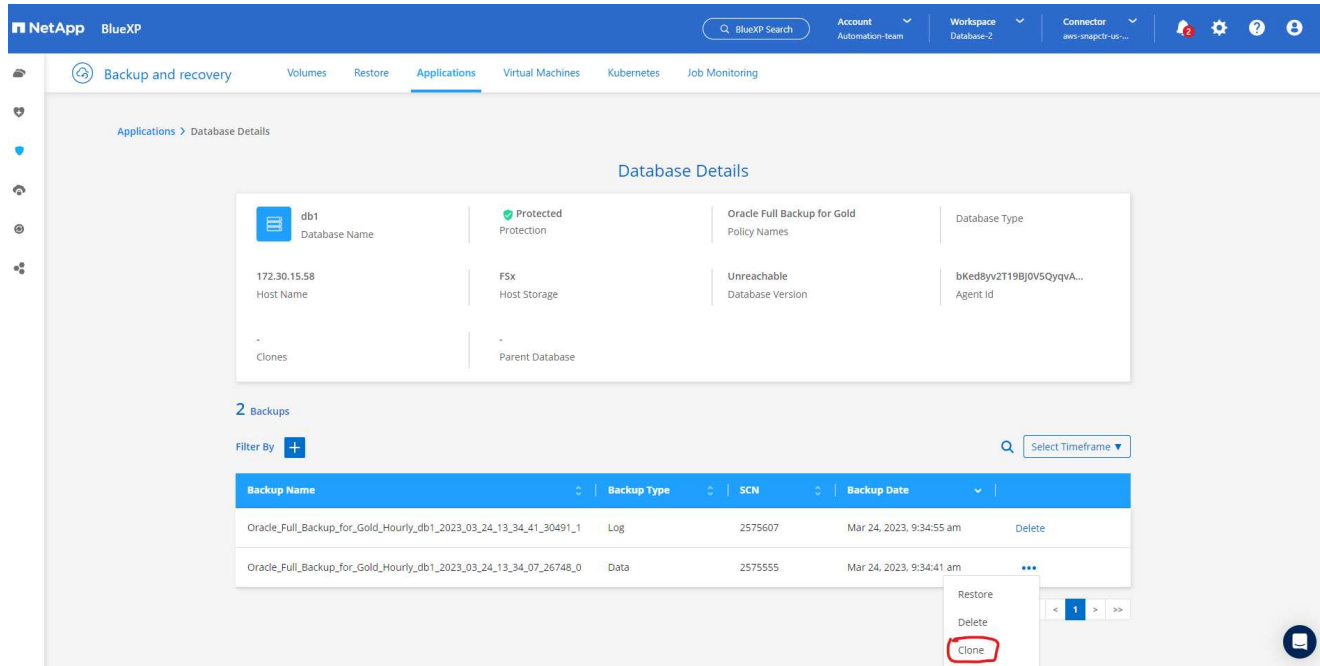 NetApp BlueXP
BlueXP Search
Account
Automation-team
Workspace
Database-2
Connector
aws-snapctr-us-...
2
Backup and recovery
Volumes
Restore
Applications
Virtual Machines
Kubernetes
Job Monitoring
Applications > Database Details
Database Details
db1
Database Name
Protected
Protection
Oracle Full Backup for Gold
Policy Names
Database Type
172.30.15.58
Host Name
FSx
Host Storage
Unreachable
Database Version
bKed8yv2T19BJ0V5QyqvA...
Agent Id
-
Clones
-
Parent Database
2 Backups
Filter By +
Select Timeframe
Backup Name Backup Type SCN Backup Date
Oracle_Full_Backup_for_Gold_Hourly_db1_2023_03_24_13_34_41_30491_1 Log 2575607 Mar 24, 2023, 9:34:55 am Delete
Oracle_Full_Backup_for_Gold_Hourly_db1_2023_03_24_13_34_07_26748_0 Data 2575555 Mar 24, 2023, 9:34:41 am •••
Restore
Delete
Clone
< 1 > >>